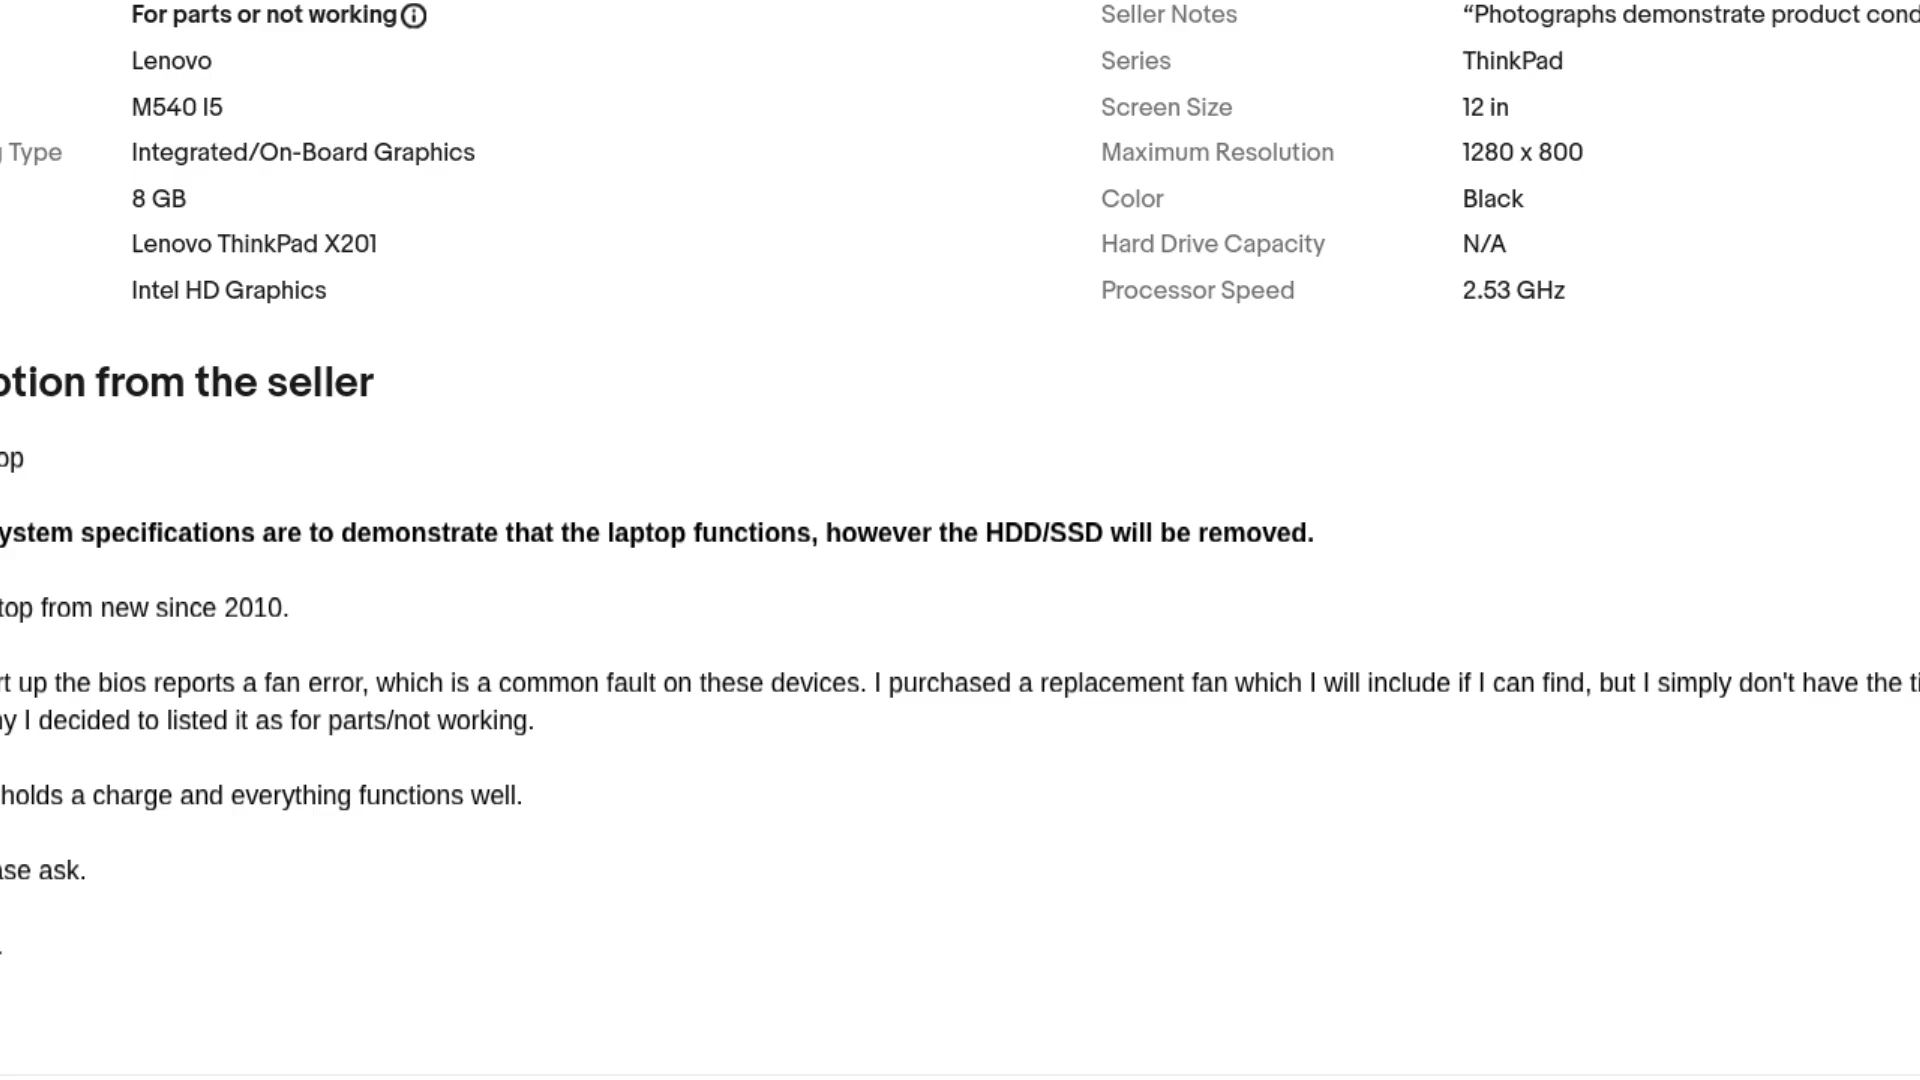 For parts or not working
Seller Notes “Photographs demonstrate product cond
Lenovo
Series ThinkPad
M540 I5
Screen Size 12 in
Type Integrated/On-Board Graphics
Maximum Resolution 1280 x 800
8 GB
Color Black
Lenovo ThinkPad X201
Hard Drive Capacity N/A
Intel HD Graphics
Processor Speed 2.53 GHz
ption from the seller
op
ystem specifications are to demonstrate that the laptop functions, however the HDD/SSD will be removed.
top from new since 2010.
rt up the bios reports a fan error, which is a common fault on these devices. I purchased a replacement fan which I will include if I can find, but I simply don't have the ti
y I decided to listed it as for parts/not working.
holds a charge and everything functions well.
ase ask.